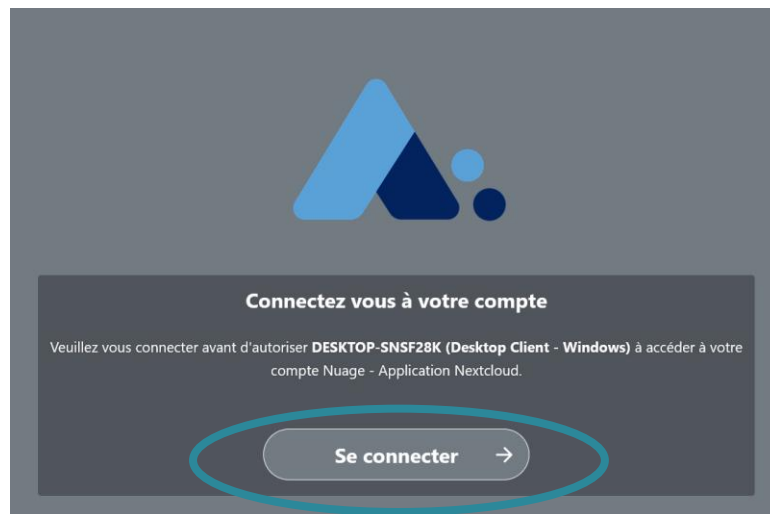 Connectez vous à votre compte
Veuillez vous connecter avant d'autoriser DESKTOP-SNSF28K (Desktop Client - Windows) à accéder à votre
compte Nuage - Application Nextcloud.
Se connecter →